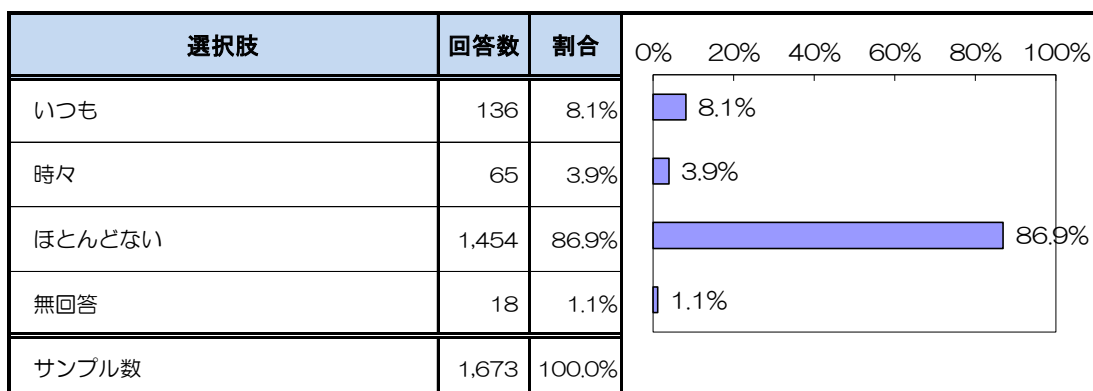 選択肢 回答数 割合 0% 20% 40% 60% 80% 100%
いつも 136 8.1% 8.1%
時々 65 3.9% 3.9%
ほとんどない 1,454 86.9% 86.9%
無回答 18 1.1% 1.1%
サンプル数 1,673 100.0%